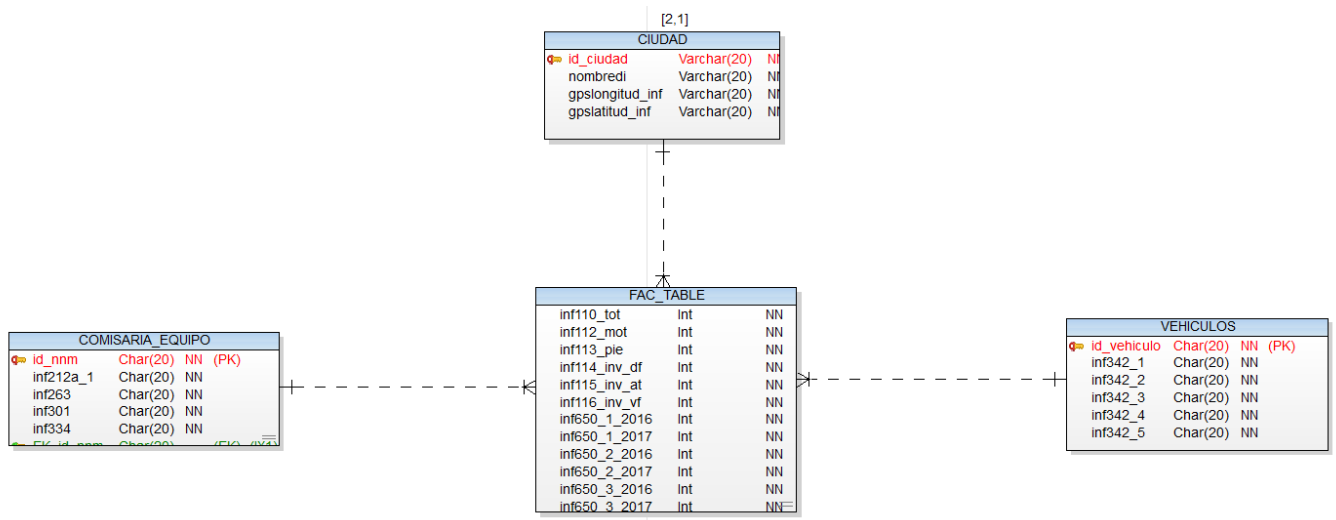 [2,1]
CIUDAD
id_ciudad Varchar(20)
nombredi Varchar(20)
gpslongitud_inf Varchar(20)
gpslatitud_inf Varchar(20)
FAC_TABLE
inf110_tot Int NN
inf112_mot Int NN
inf113_pie Int NN
inf114_inv_df Int NN
inf115_inv_at Int NN
inf116_inv_vf Int NN
inf650_1_2016 Int NN
inf650_1_2017 Int NN
inf650_2_2016 Int NN
inf650_2_2017 Int NN
inf650_3_2016 Int NN
inf650_3_2017 Int NN
COMISARIA_EQUIPO
id_nnm Char(20) NN (PK)
inf212a_1 Char(20) NN
inf263 Char(20) NN
inf301 Char(20) NN
inf334 Char(20) NN
VEHICULOS
id_vehiculo Char(20) NN (PK)
inf342_1 Char(20) NN
inf342_2 Char(20) NN
inf342_3 Char(20) NN
inf342_4 Char(20) NN
inf342_5 Char(20) NN